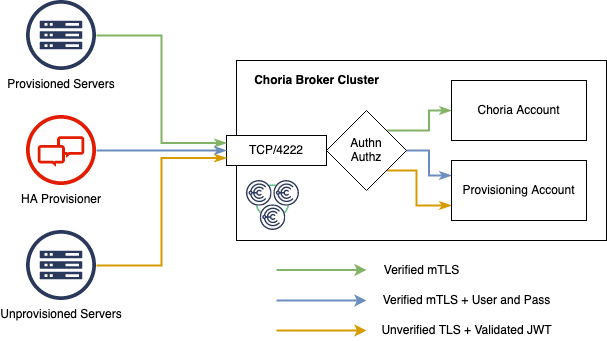 Provisioned Servers
HA Provisioner
Unprovisioned Servers
Choria Broker Cluster
TCP/4222
Authn
Authz
Choria Account
Provisioning Account
Verified mTLS
Verified mTLS + User and Pass
Unverified TLS + Validated JWT